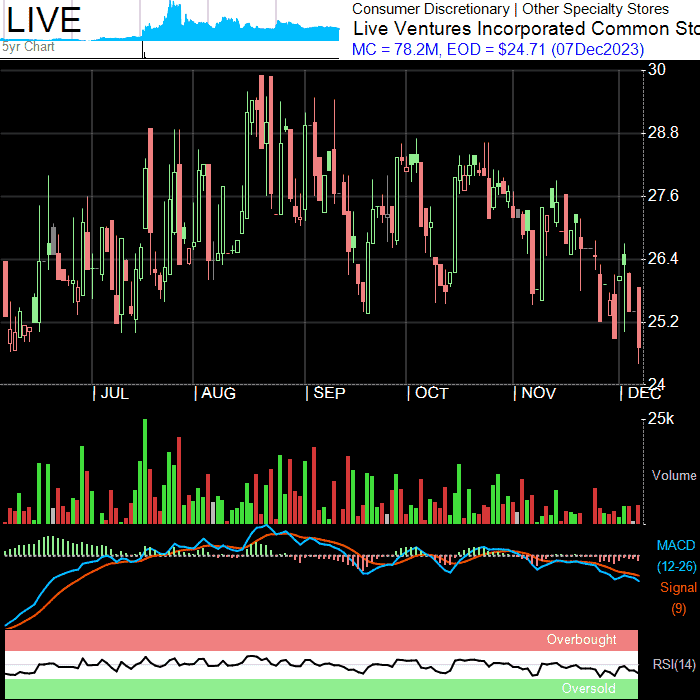 LIVE
Consumer Discretionary | Other Specialty Stores
Live Ventures Incorporated Common Sto
MC = 78.2M, EOD = $24.71 (07Dec2023)
5yr Chart
30
28.8
27.6
26.4
25.2
24
| JUL | AUG | SEP | OCT | NOV | DEC
25k
Volume
MACD
(12-26)
Signal
(9)
Overbought
RSI(14)
Oversold